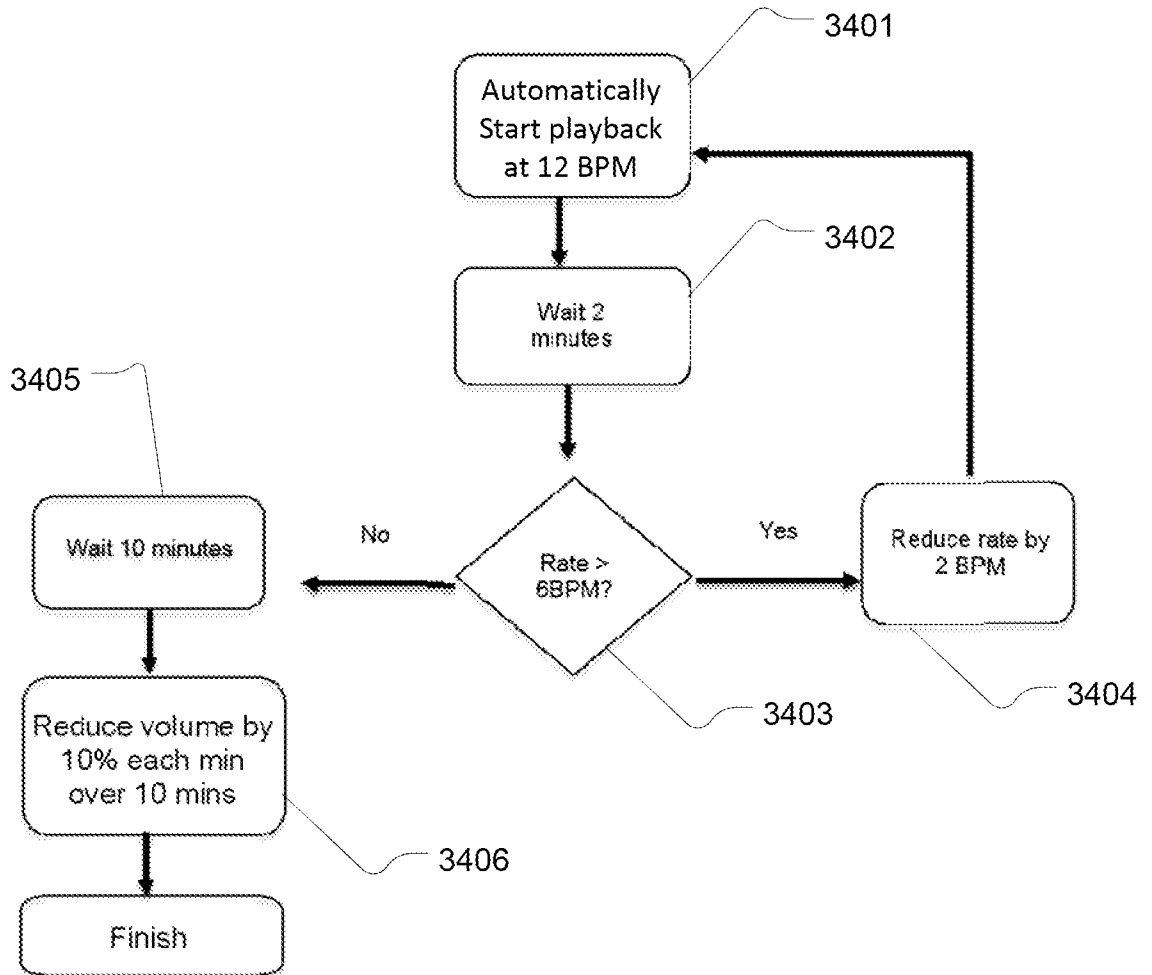 3401
Automatically
Start playback
at 12 BPM
3402
Wait 2
minutes
3405
Wait 10 minutes
No
Rate >
6BPM?
Yes
Reduce rate by
2 BPM
3404
3403
Reduce volume by
10% each min
over 10 mins
3406
Finish